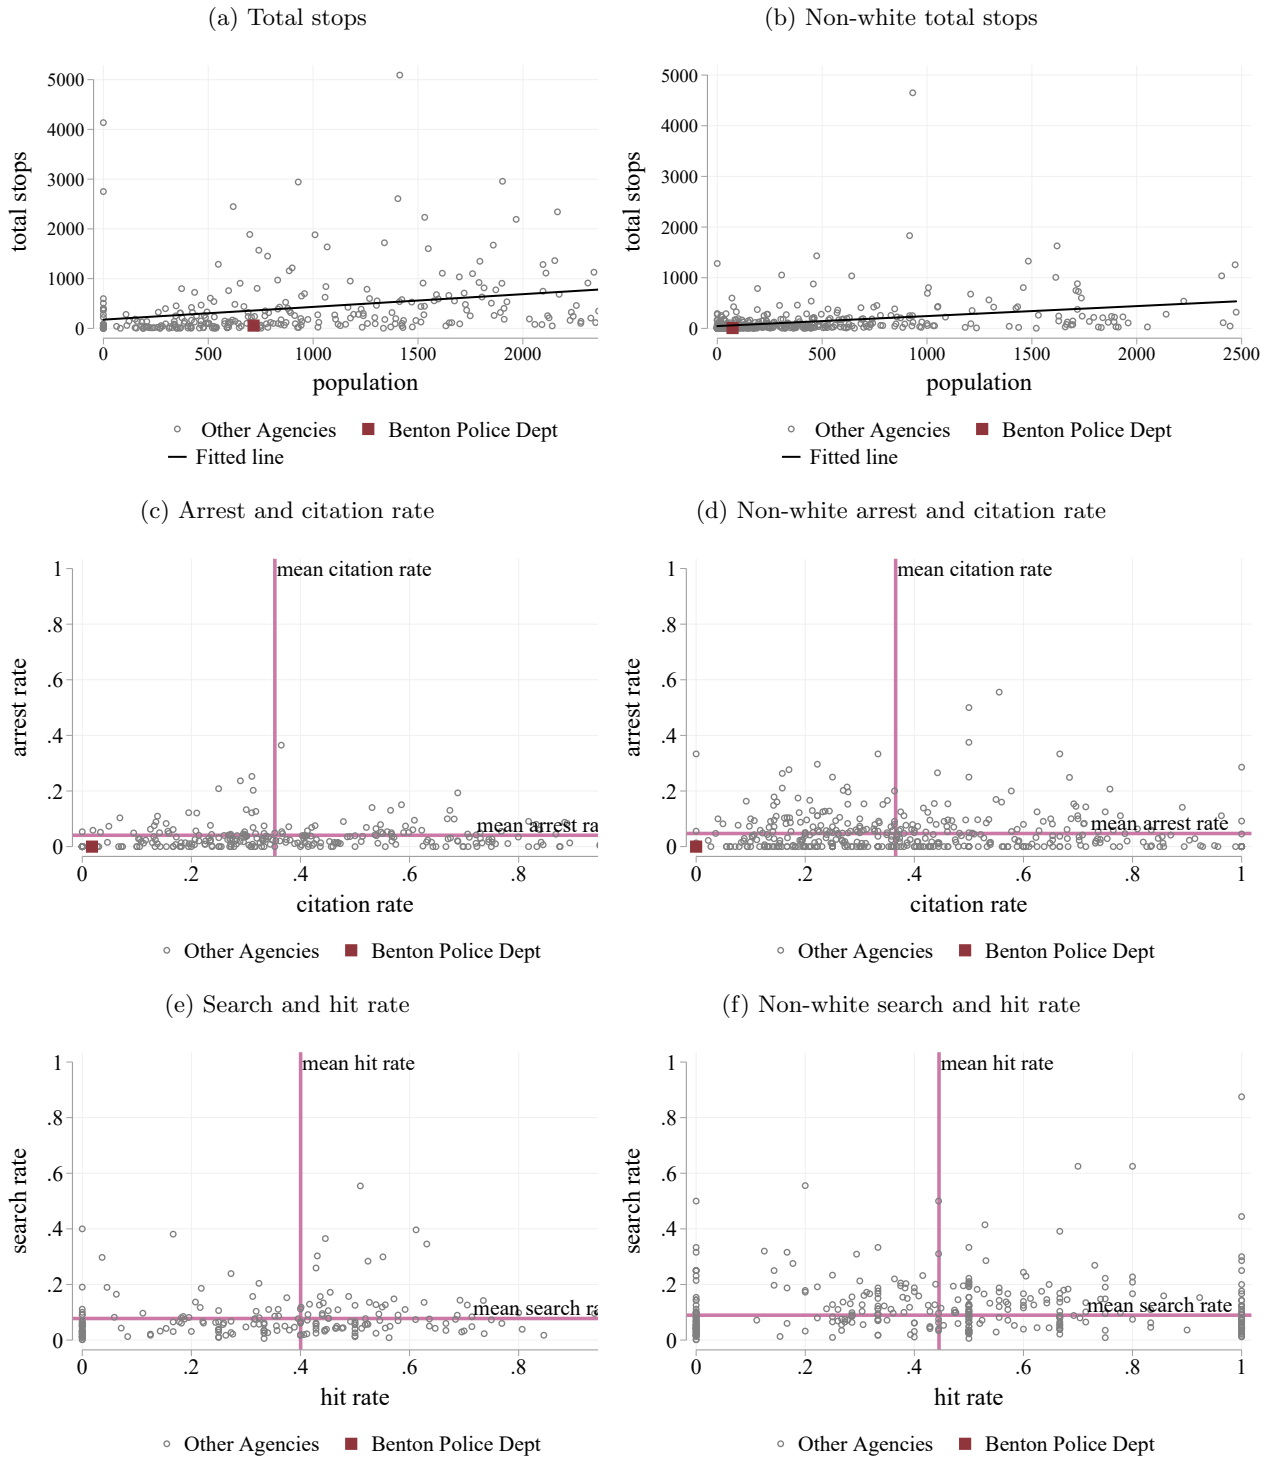 (a) Total stops
(b) Non-white total stops
total stops
5000
4000
3000
2000
1000
0
0 500 1000 1500 2000
population
Other Agencies Benton Police Dept
Fitted line
total stops
5000
4000
3000
2000
1000
0
0 500 1000 1500 2000 2500
population
Other Agencies Benton Police Dept
Fitted line
(c) Arrest and citation rate
(d) Non-white arrest and citation rate
arrest rate
1
.8
.6
.4
.2
0
mean citation rate
mean arrest ra
0 .2 .4 .6 .8
citation rate
Other Agencies Benton Police Dept
arrest rate
1
.8
.6
.4
.2
0
mean citation rate
mean arrest rate
0 .2 .4 .6 .8 1
citation rate
Other Agencies Benton Police Dept
(e) Search and hit rate
(f) Non-white search and hit rate
search rate
1
.8
.6
.4
.2
0
mean hit rate
mean search ra
0 .2 .4 .6 .8
hit rate
Other Agencies Benton Police Dept
search rate
1
.8
.6
.4
.2
0
mean hit rate
mean search rate
0 .2 .4 .6 .8 1
hit rate
Other Agencies Benton Police Dept